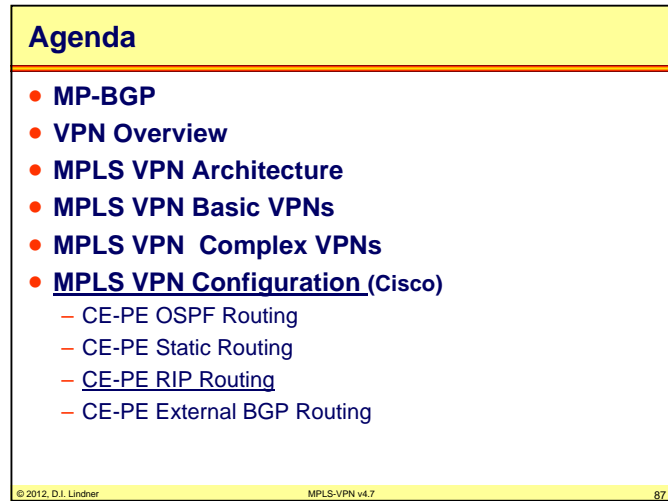 Agenda
• MP-BGP
• VPN Overview
• MPLS VPN Architecture
• MPLS VPN Basic VPNs
• MPLS VPN Complex VPNs
• MPLS VPN Configuration (Cisco)
– CE-PE OSPF Routing
– CE-PE Static Routing
– CE-PE RIP Routing
– CE-PE External BGP Routing
© 2012, D.I. Lindner MPLS-VPN v4.7 87